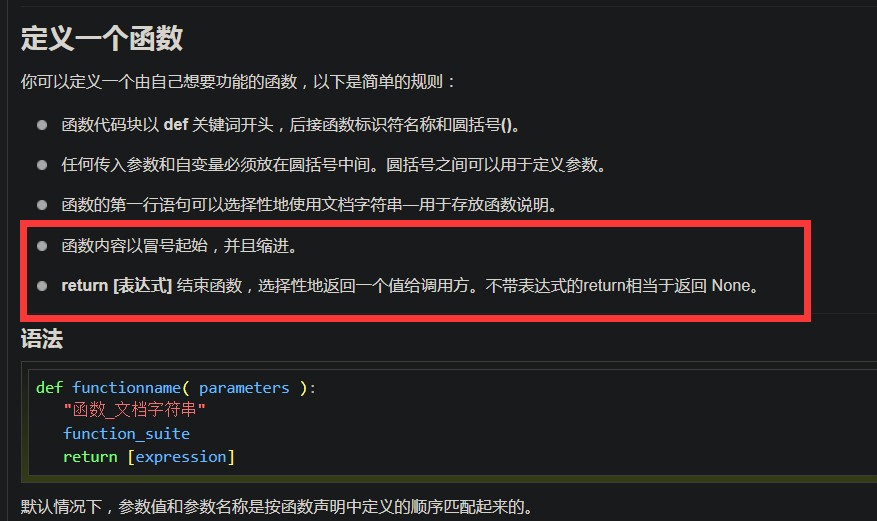 定义一个函数
你可以定义一个由自己想要功能的函数，以下是简单的规则：
函数代码块以 def 关键词开头，后接函数标识符名称和圆括号()。
任何传入参数和自变量必须放在圆括号中间。圆括号之间可以用于定义参数。
函数的第一行语句可以选择性地使用文档字符串—用于存放函数说明。
函数内容以冒号起始，并且缩进。
return [表达式] 结束函数，选择性地返回一个值给调用方。不带表达式的return相当于返回 None。
语法
def functionname( parameters ):
"函数_文档字符串"
function_suite
return [expression]
默认情况下，参数值和参数名称是按函数声明中定义的顺序匹配起来的。